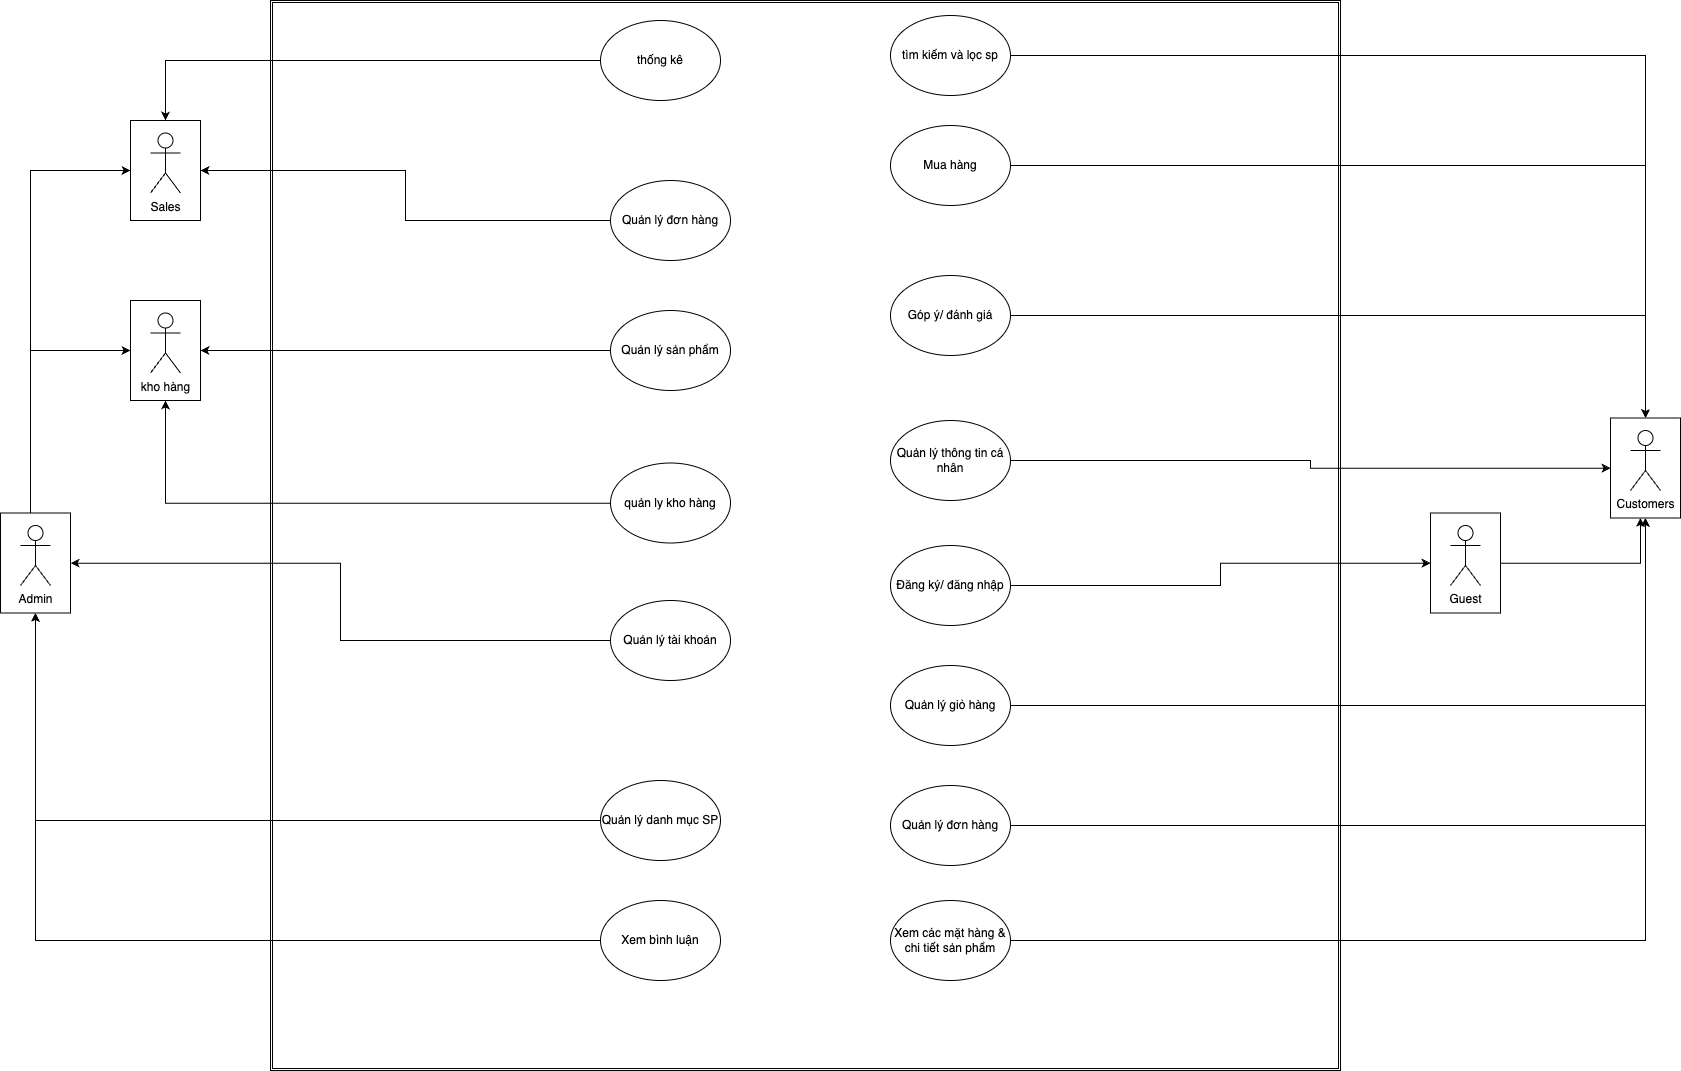 thống kê
tìm kiếm và lọc sp
Mua hàng
Sales
Quản lý đơn hàng
Góp ý/ đánh giá
Quản lý sản phẩm
kho hàng
Quản lý thông tin cá
nhân
quản ly kho hàng
Customers
Admin
Đăng ký/ đăng nhập
Guest
Quản lý tài khoản
Quản lý giỏ hàng
Quản lý danh mục SP
Quản lý đơn hàng
Xem bình luận
Xem các mặt hàng &
chi tiết sản phẩm